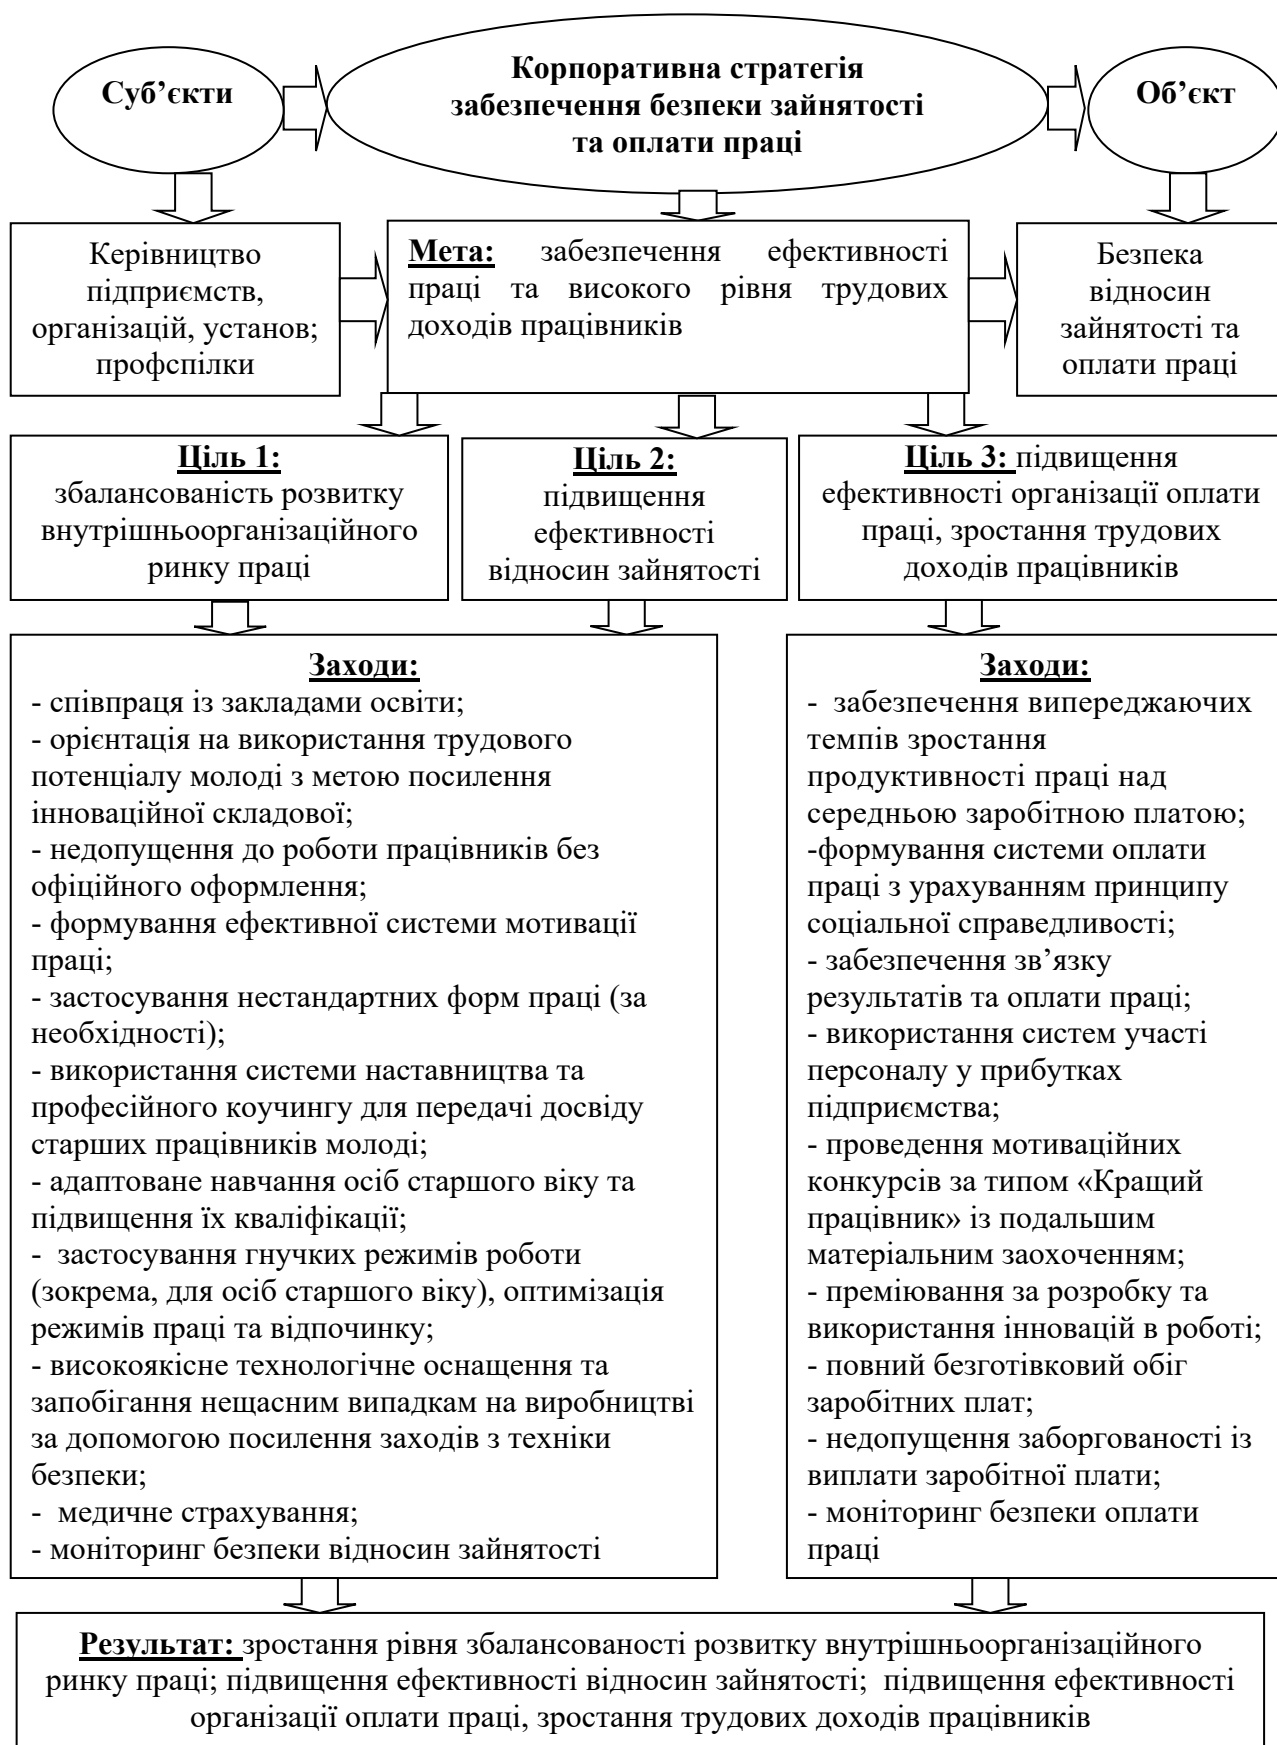 Суб’єкти
Корпоративна стратегія
забезпечення безпеки зайнятості
та оплати праці
Об’єкт
Керівництво
підприємств,
організацій, установ;
профспілки
Мета: забезпечення ефективності
праці та високого рівня трудових
доходів працівників
Безпека
відносин
зайнятості та
оплати праці
Ціль 1:
збалансованість розвитку
внутрішньоорганізаційного
ринку праці
Ціль 2:
підвищення
ефективності
відносин зайнятості
Ціль 3: підвищення
ефективності організації оплати
праці, зростання трудових
доходів працівників
Заходи:
- співпраця із закладами освіти;
- орієнтація на використання трудового
потенціалу молоді з метою посилення
інноваційної складової;
- недопущення до роботи працівників без
офіційного оформлення;
- формування ефективної системи мотивації
праці;
- застосування нестандартних форм праці (за
необхідності);
- використання системи наставництва та
професійного коучингу для передачі досвіду
старших працівників молоді;
- адаптоване навчання осіб старшого віку та
підвищення їх кваліфікації;
- застосування гнучких режимів роботи
(зокрема, для осіб старшого віку), оптимізація
режимів праці та відпочинку;
- високоякісне технологічне оснащення та
запобігання нещасним випадкам на виробництві
за допомогою посилення заходів з техніки
безпеки;
- медичне страхування;
- моніторинг безпеки відносин зайнятості
Заходи:
- забезпечення випереджаючих
темпів зростання
продуктивності праці над
середньою заробітною платою;
-формування системи оплати
праці з урахуванням принципу
соціальної справедливості;
- забезпечення зв’язку
результатів та оплати праці;
- використання систем участі
персоналу у прибутках
підприємства;
- проведення мотиваційних
конкурсів за типом «Кращий
працівник» із подальшим
матеріальним заохоченням;
- преміювання за розробку та
використання інновацій в роботі;
- повний безготівковий обіг
заробітних плат;
- недопущення заборгованості із
виплати заробітної плати;
- моніторинг безпеки оплати
праці
Результат: зростання рівня збалансованості розвитку внутрішньоорганізаційного
ринку праці; підвищення ефективності відносин зайнятості; підвищення ефективності
організації оплати праці, зростання трудових доходів працівників